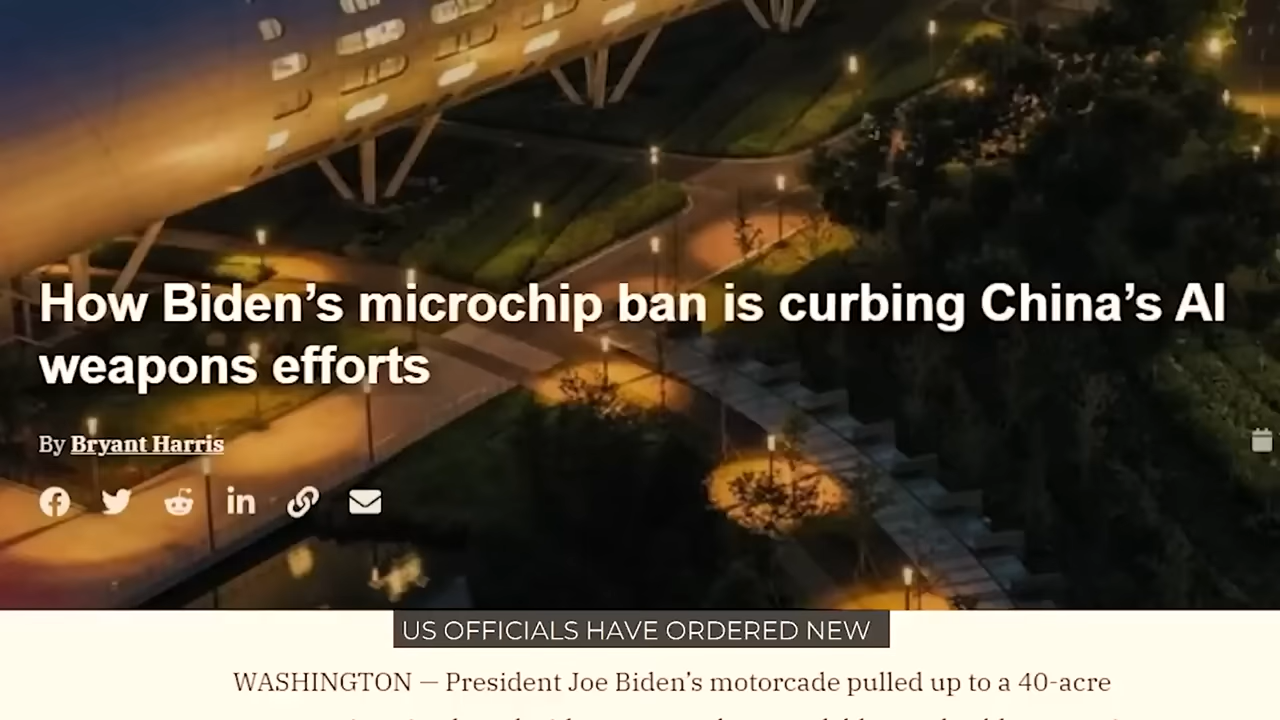 How Biden’s microchip ban is curbing China’s AI
weapons efforts
By Bryant Harris
US OFFICIALS HAVE ORDERED NEW
WASHINGTON — President Joe Biden’s motorcade pulled up to a 40-acre